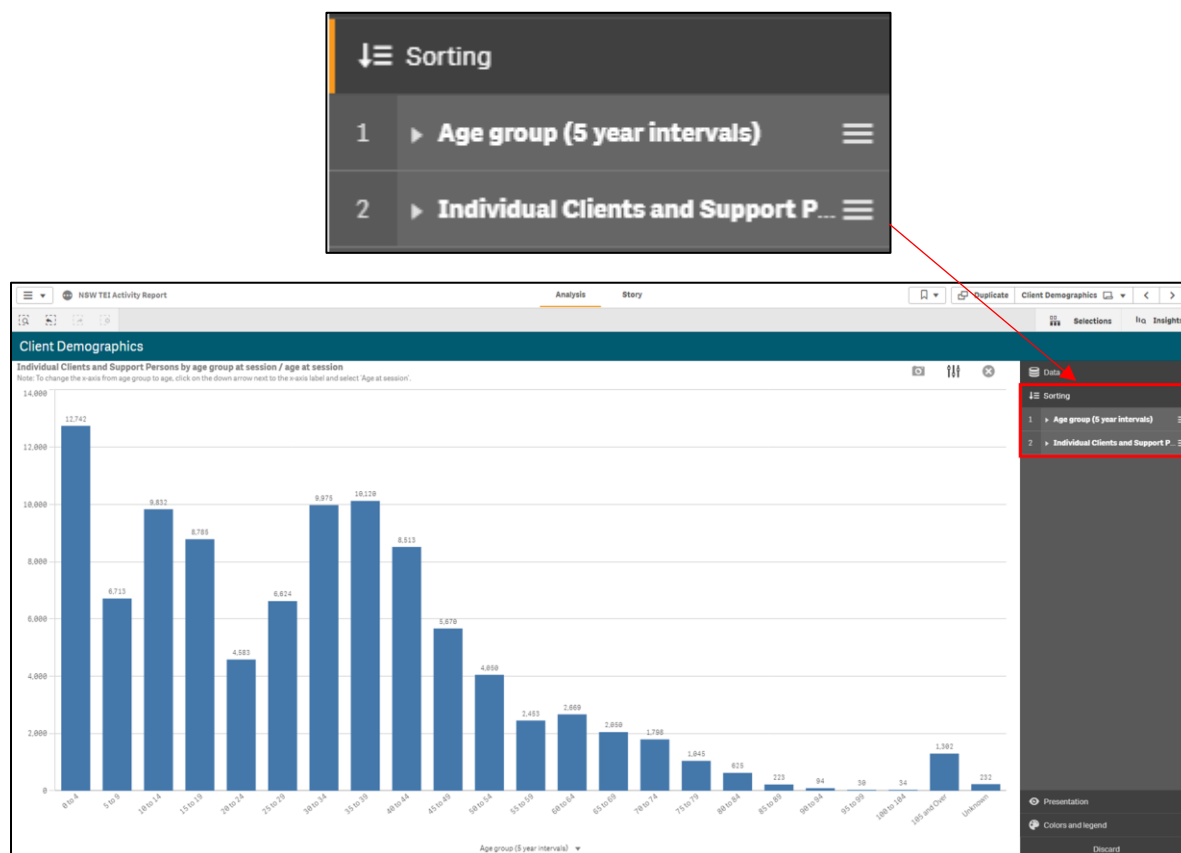 Sorting
1 Age group (5 year intervals)
2 Individual Clients and Support P...
NSW TEI Activity Report
Analysis Story
Duplicate Client Demographics
Selections Insights
Client Demographics
Individual Clients and Support Persons by age group at session / age at session
Note: To change the x-axis from age group to age, click on the down arrow next to the x-axis label and select 'Age at session'.
Data
Sorting
1 Age group (5 year intervals)
2 Individual Clients and Support P...
14,000
12,000
10,000
8,000
6,000
4,000
2,000
0
12,742
6,713
9,832
4,583
6,624
9,975
10,120
8,513
5,670
4,050
2,453
2,669
2,050
1,045
625
223
94
34
1,302
232
0 to 4
5 to 9
10 to 14
15 to 19
20 to 24
25 to 29
30 to 34
35 to 39
40 to 44
45 to 49
50 to 54
55 to 59
60 to 64
65 to 69
70 to 74
75 to 79
80 to 84
85 to 89
90 to 94
95 to 99
100 to 104
105 and Over
Unknown
Age group (5 year intervals)
Presentation
Colors and legend
Discard